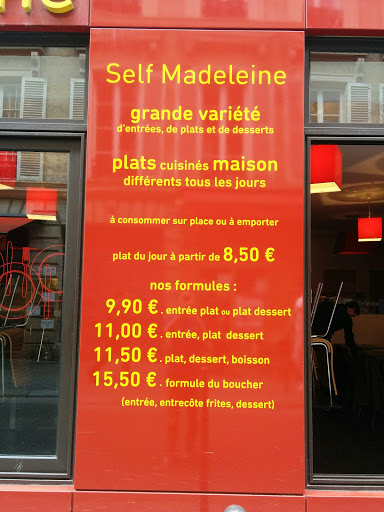 Self Madeleine
grande variété
d'entrées, de plats et de desserts
plats cuisinés maison
différents tous les jours
à consommer sur place ou à emporter
plat du jour à partir de 8,50 €
nos formules :
9,90 € . entrée plat ou plat dessert
11,00 € . entrée, plat dessert
11,50 € . plat, dessert, boisson
15,50 € . formule du boucher
(entrée, entrecôte frites, dessert)